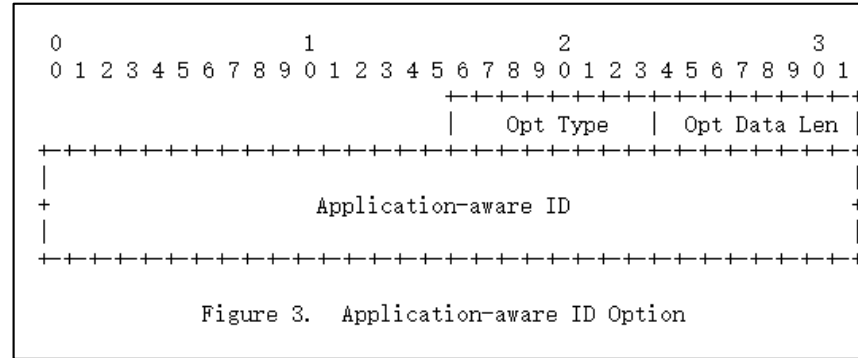 0                   1                   2                   3
0 1 2 3 4 5 6 7 8 9 0 1 2 3 4 5 6 7 8 9 0 1 2 3 4 5 6 7 8 9 0 1
+-+-+-+-+-+-+-+-+-+-+-+-+-+-+-+-+
| Opt Type | Opt Data Len |
+-+-+-+-+-+-+-+-+-+-+-+-+-+-+-+-+-+-+-+-+-+-+-+-+-+-+-+-+-+-+-+-+
| |
+ Application-aware ID +
| |
+-+-+-+-+-+-+-+-+-+-+-+-+-+-+-+-+-+-+-+-+-+-+-+-+-+-+-+-+-+-+-+-+
Figure 3. Application-aware ID Option